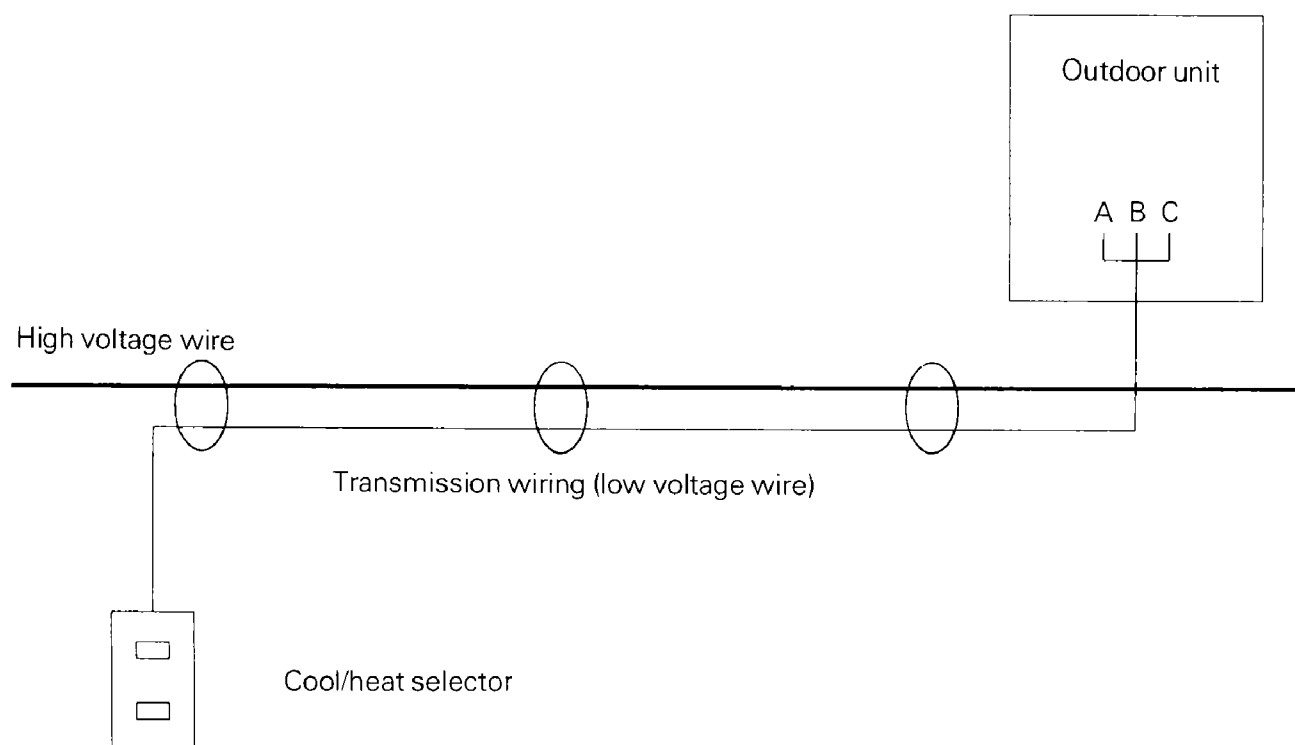 Outdoor unit
A B C
High voltage wire
Transmission wiring (low voltage wire)
Cool/heat selector